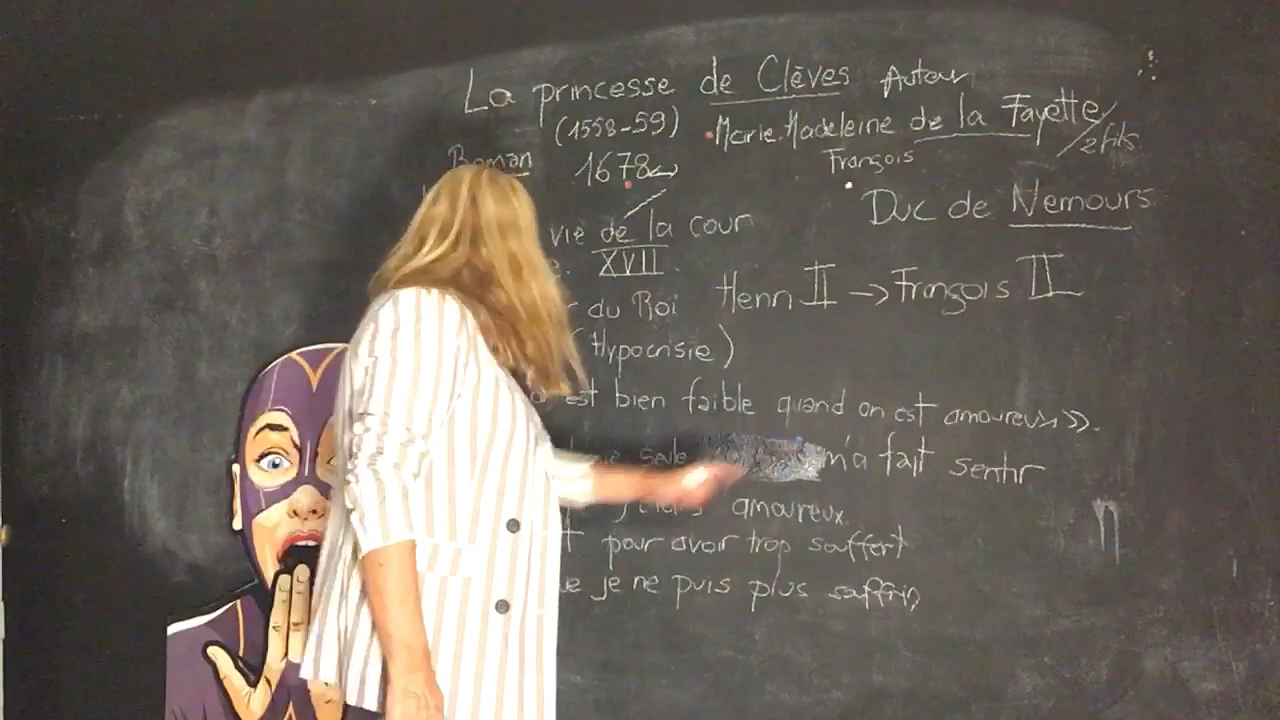 La princesse de Clèves Auteur
(1558-59) Marie.Madeleine de la Fayette/2 fils
Roman 1678 François
Duc de Nemours
vie de la cour
XVII
du Roi Henri II -> François II
(Hypocrisie)
est bien faible quand on est amoureux».
m'a fait sentir
amoureux.
pour avoir trop souffert
je ne puis plus saffrir
n